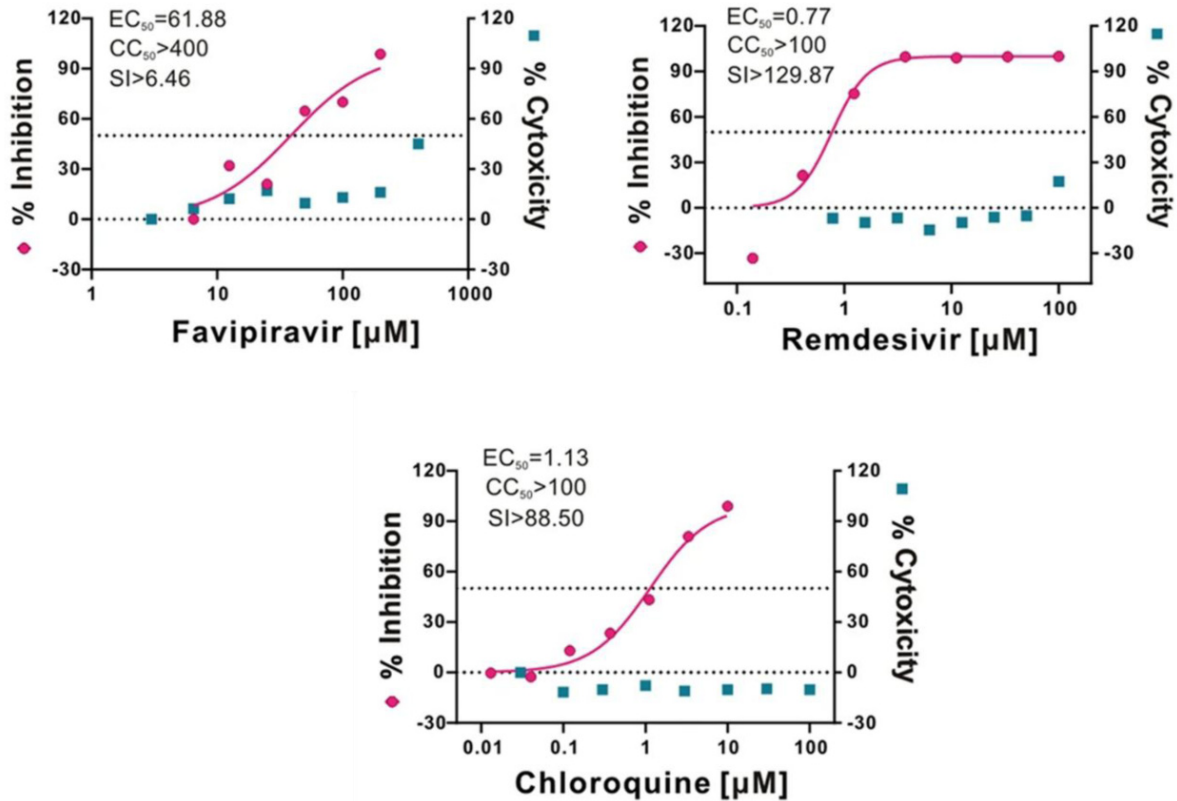 EC₅₀=61.88
CC₅₀>400
SI>6.46
% Inhibition
120
90
60
30
0
-30
120
90
60
30
0
-30
% Cytoxicity
1 10 100 1000
Favipiravir [µM]
EC₅₀=0.77
CC₅₀>100
SI>129.87
% Inhibition
120
90
60
30
0
-30
120
90
60
30
0
-30
% Cytoxicity
0.1 1 10 100
Remdesivir [µM]
EC₅₀=1.13
CC₅₀>100
SI>88.50
% Inhibition
120
90
60
30
0
-30
120
90
60
30
0
-30
% Cytoxicity
0.01 0.1 1 10 100
Chloroquine [µM]